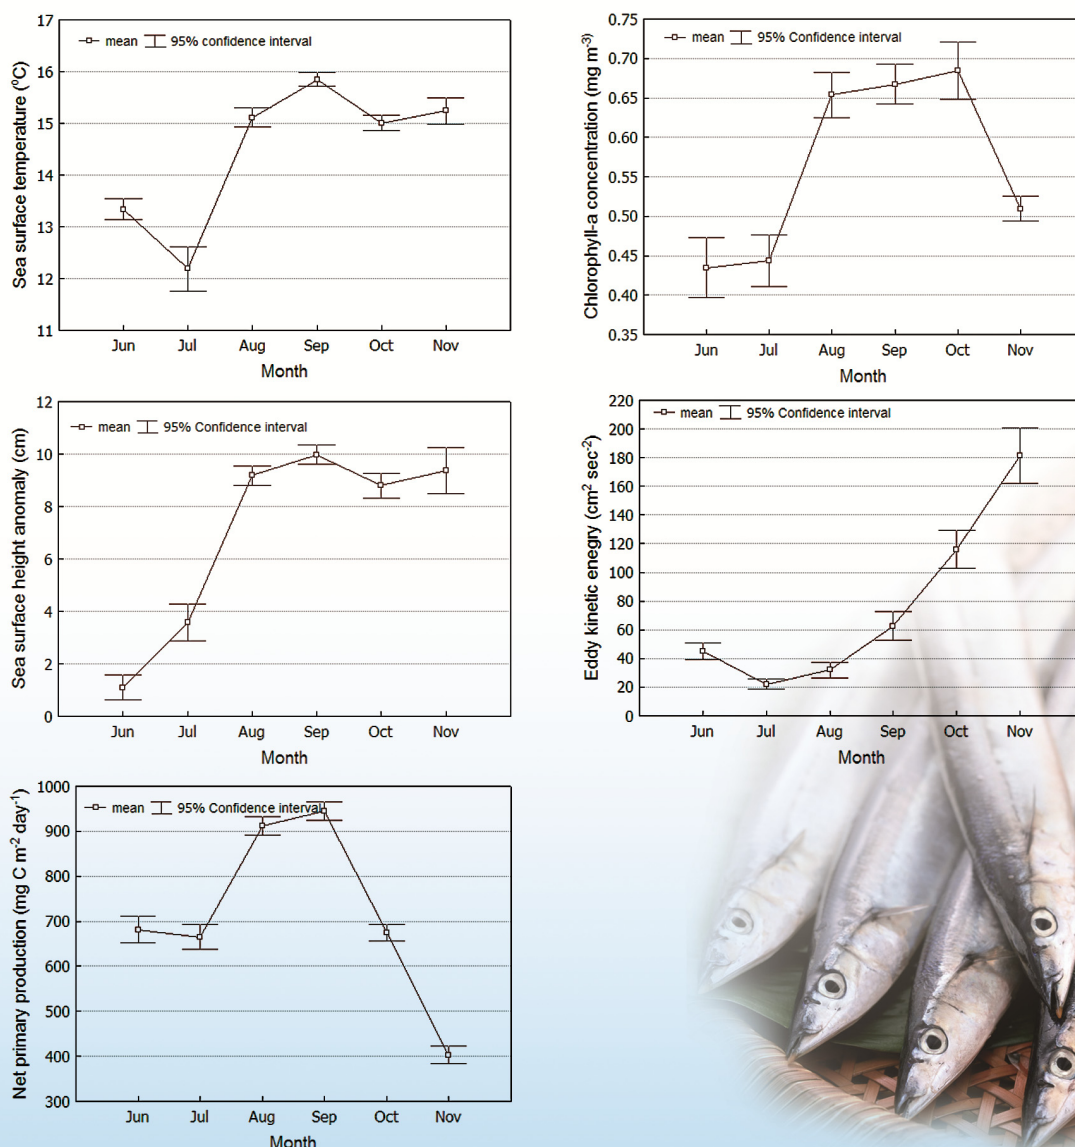 mean 95% confidence interval
Sea surface temperature (⁰C)
17
16
15
14
13
12
11
Jun Jul Aug Sep Oct Nov
Month
mean 95% Confidence interval
Chlorophyll-a concentration (mg m⁻³)
0.75
0.70
0.65
0.60
0.55
0.50
0.45
0.40
0.35
Jun Jul Aug Sep Oct Nov
Month
mean 95% Confidence interval
Sea surface height anomaly (cm)
12
10
8
6
4
2
0
Jun Jul Aug Sep Oct Nov
Month
mean 95% Confidence interval
Eddy kinetic enegry (cm² sec⁻²)
220
200
180
160
140
120
100
80
60
40
20
0
Jun Jul Aug Sep Oct Nov
Month
mean 95% Confidence interval
Net primary production (mg C m⁻² day⁻¹)
1000
900
800
700
600
500
400
300
Jun Jul Aug Sep Oct Nov
Month